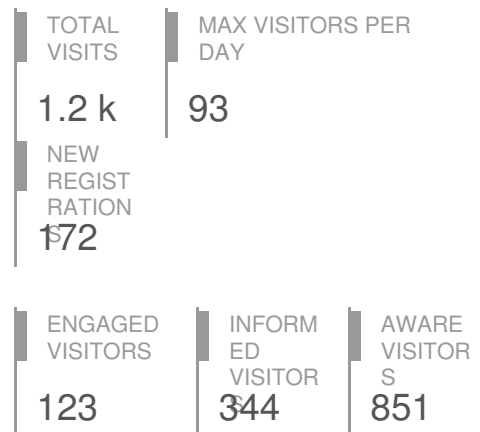 TOTAL
VISITS
1.2 k
MAX VISITORS PER
DAY
93
NEW
REGIST
RATION
S
172
ENGAGED
VISITORS
123
INFORM
ED
VISITOR
S
344
AWARE
VISITOR
S
851